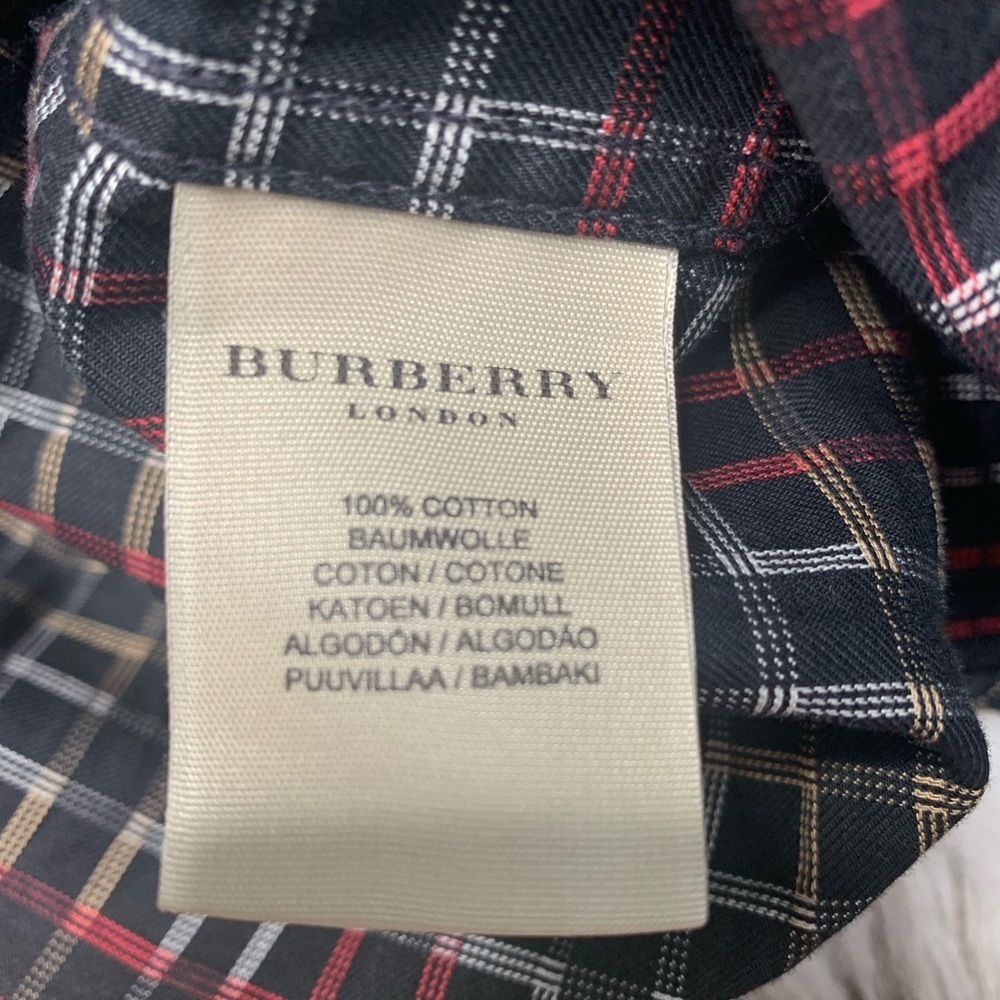 BURBERRY
LONDON
100% COTTON
BAUMWOLLE
COTON / COTONE
KATOEN / BOMULL
ALGODÓN / ALGODÃO
PUUVILLAA / BAMBAKI